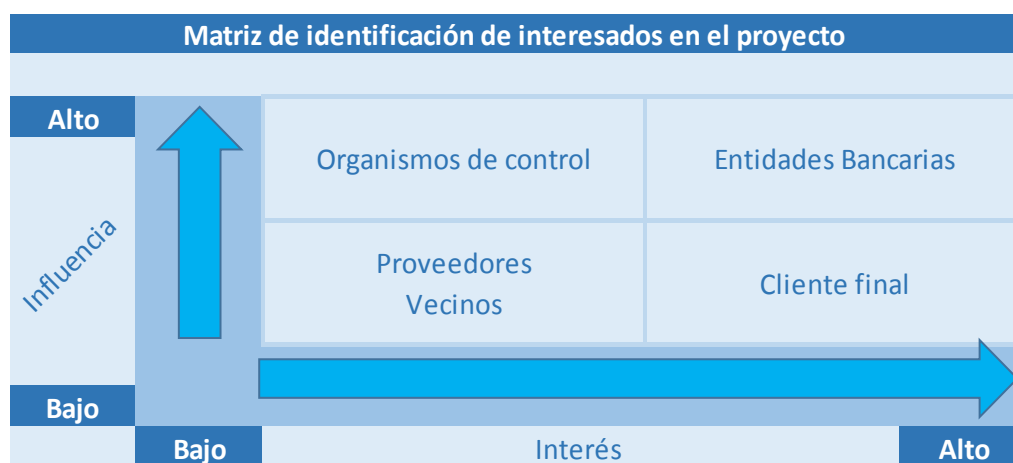 Matriz de identificación de interesados en el proyecto
Alto
Organismos de control
Entidades Bancarias
Influencia
Proveedores
Vecinos
Cliente final
Bajo
Bajo
Interés
Alto